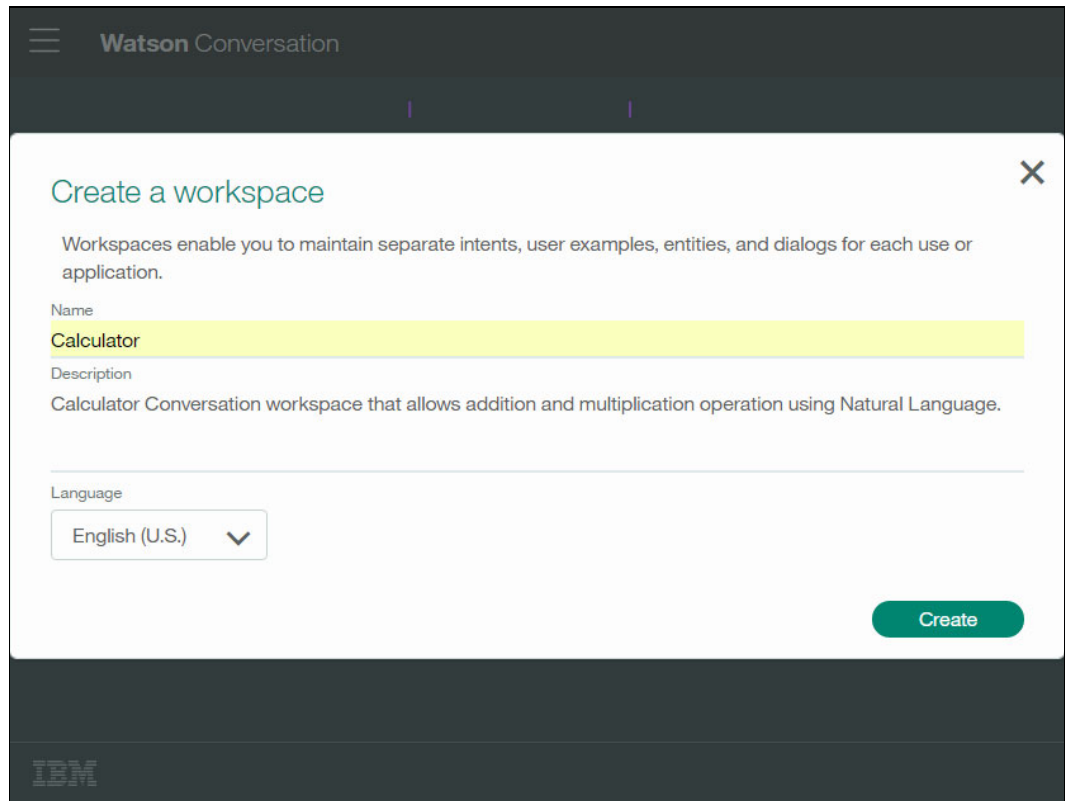 Watson Conversation
Create a workspace
Workspaces enable you to maintain separate intents, user examples, entities, and dialogs for each use or
application.
Name
Calculator
Description
Calculator Conversation workspace that allows addition and multiplication operation using Natural Language.
Language
English (U.S.)
Create
IBM